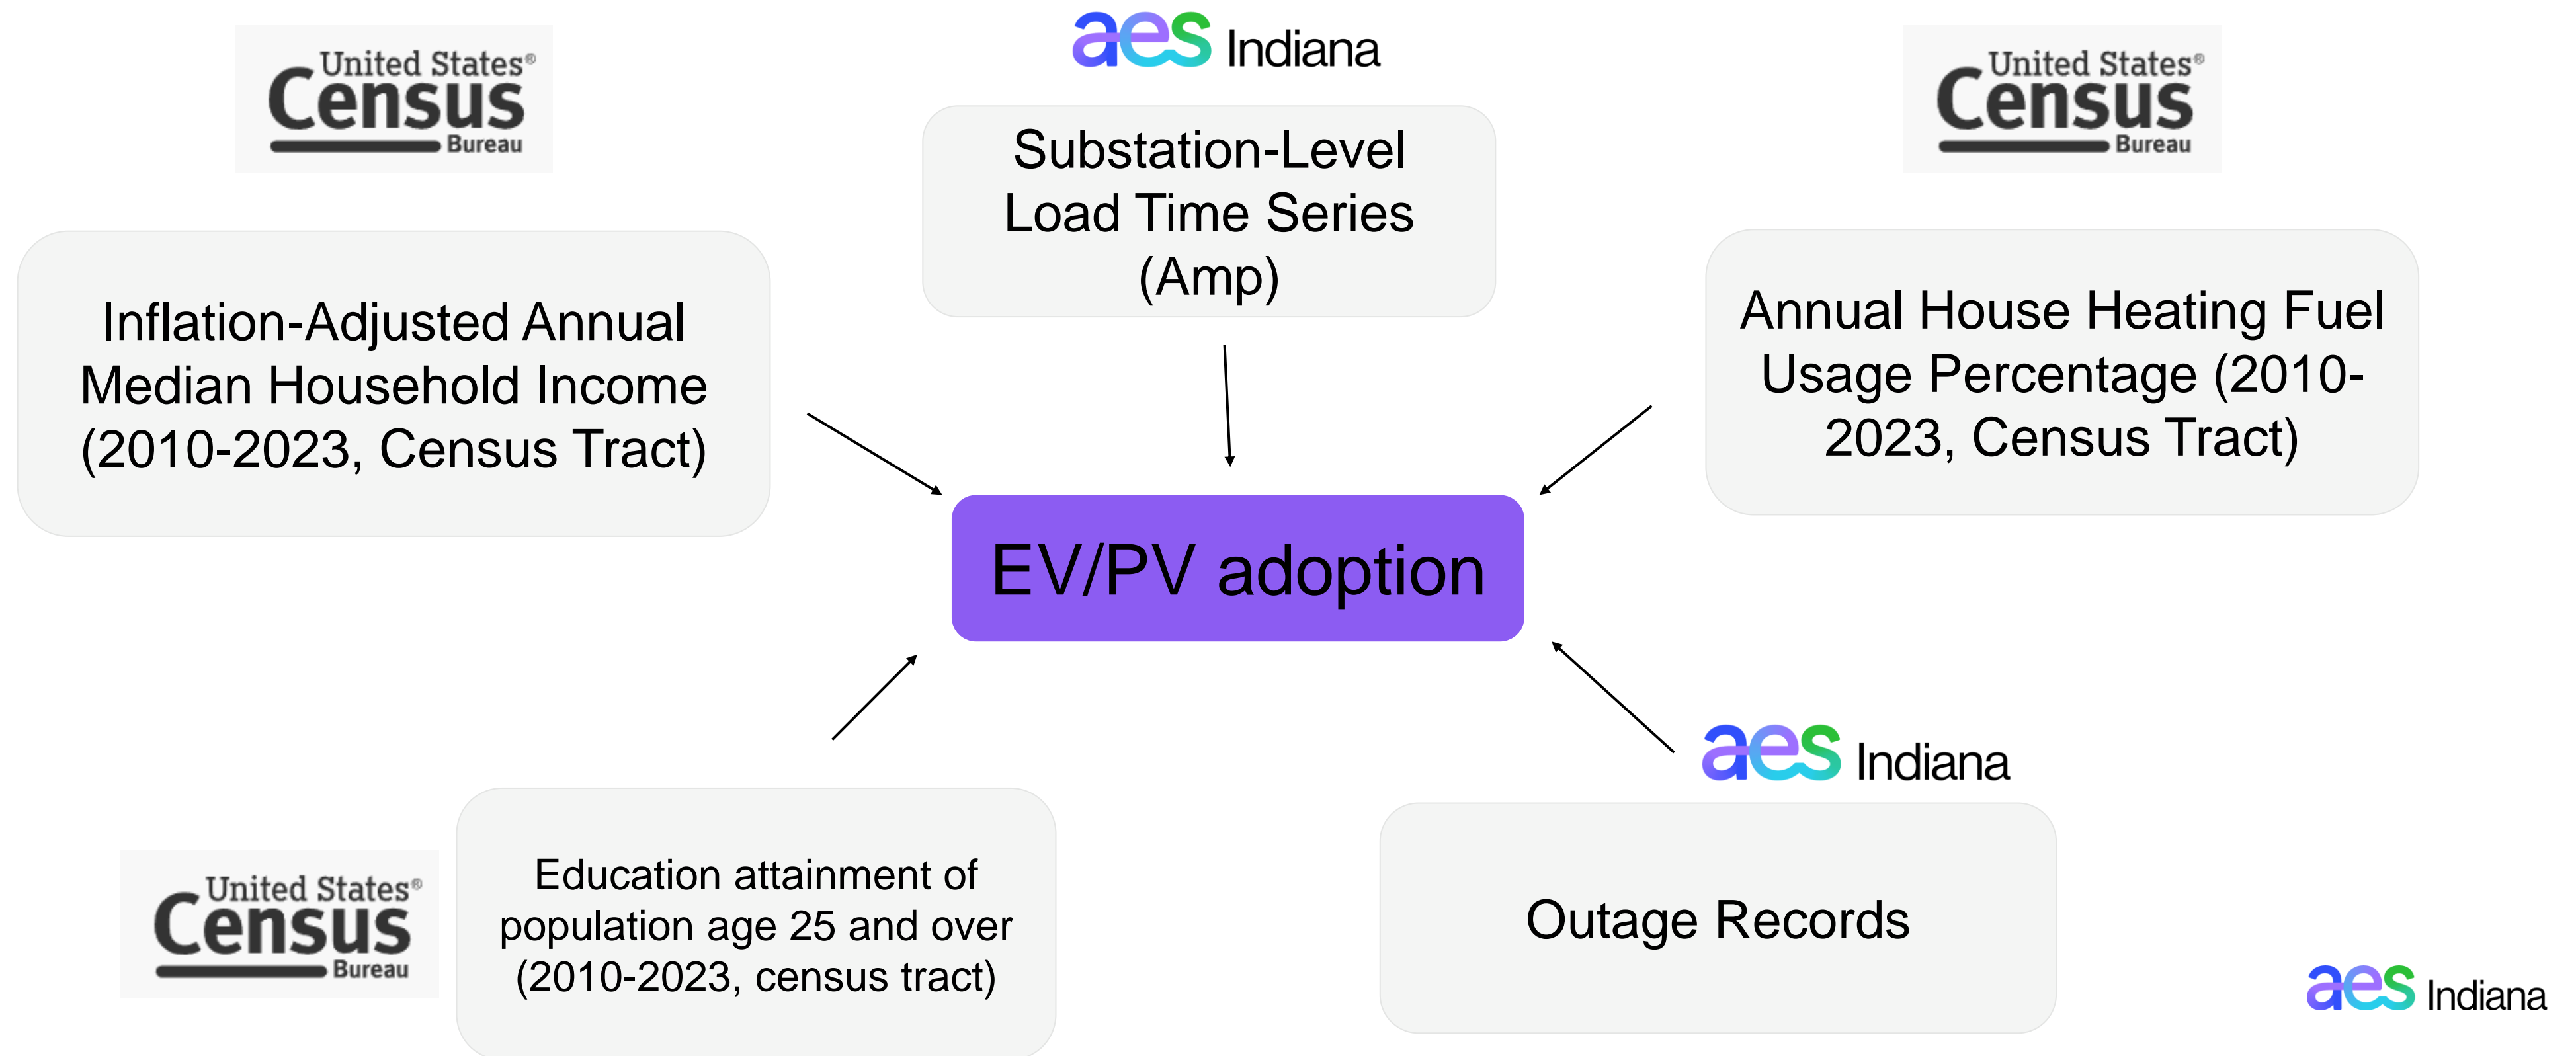 United States®
Census
Bureau
aes Indiana
United States®
Census
Bureau
Substation-Level
Load Time Series
(Amp)
Inflation-Adjusted Annual
Median Household Income
(2010-2023, Census Tract)
Annual House Heating Fuel
Usage Percentage (2010-
2023, Census Tract)
EV/PV adoption
aes Indiana
United States®
Census
Bureau
Education attainment of
population age 25 and over
(2010-2023, census tract)
Outage Records
aes Indiana